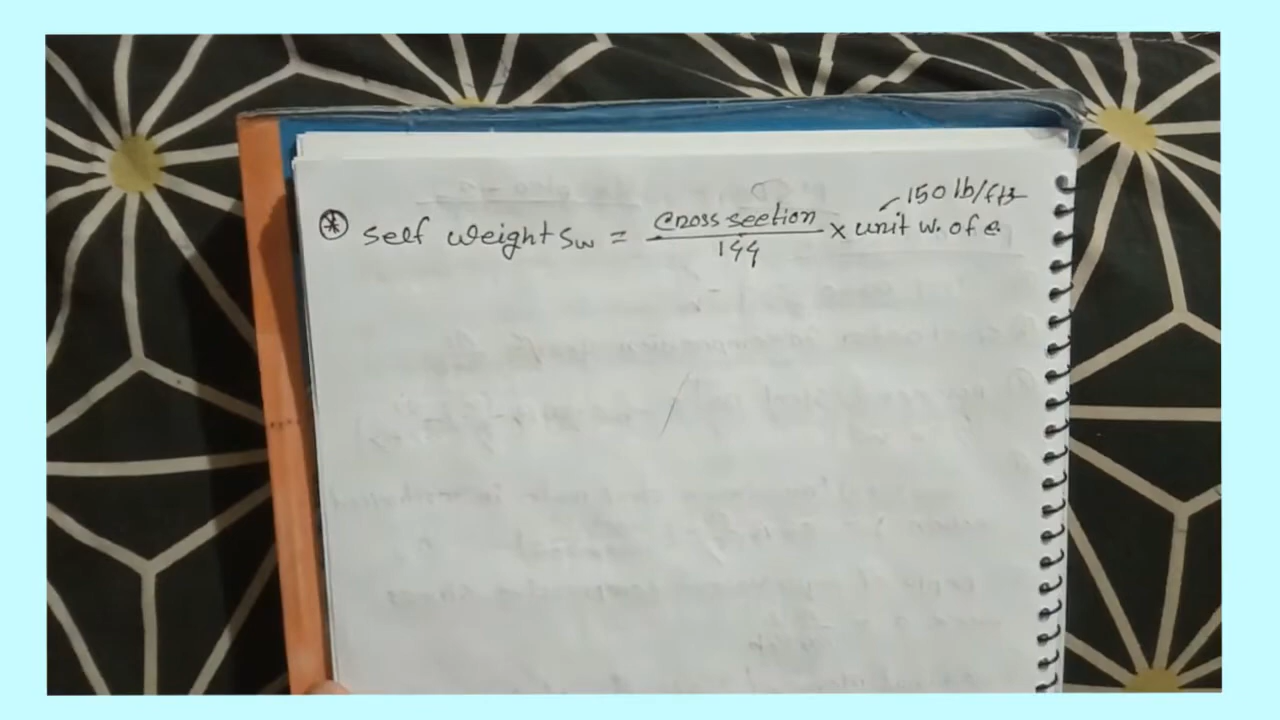 150 lb/ft3
⊛ self weight Sw = cross section / 144 × unit w. of c.